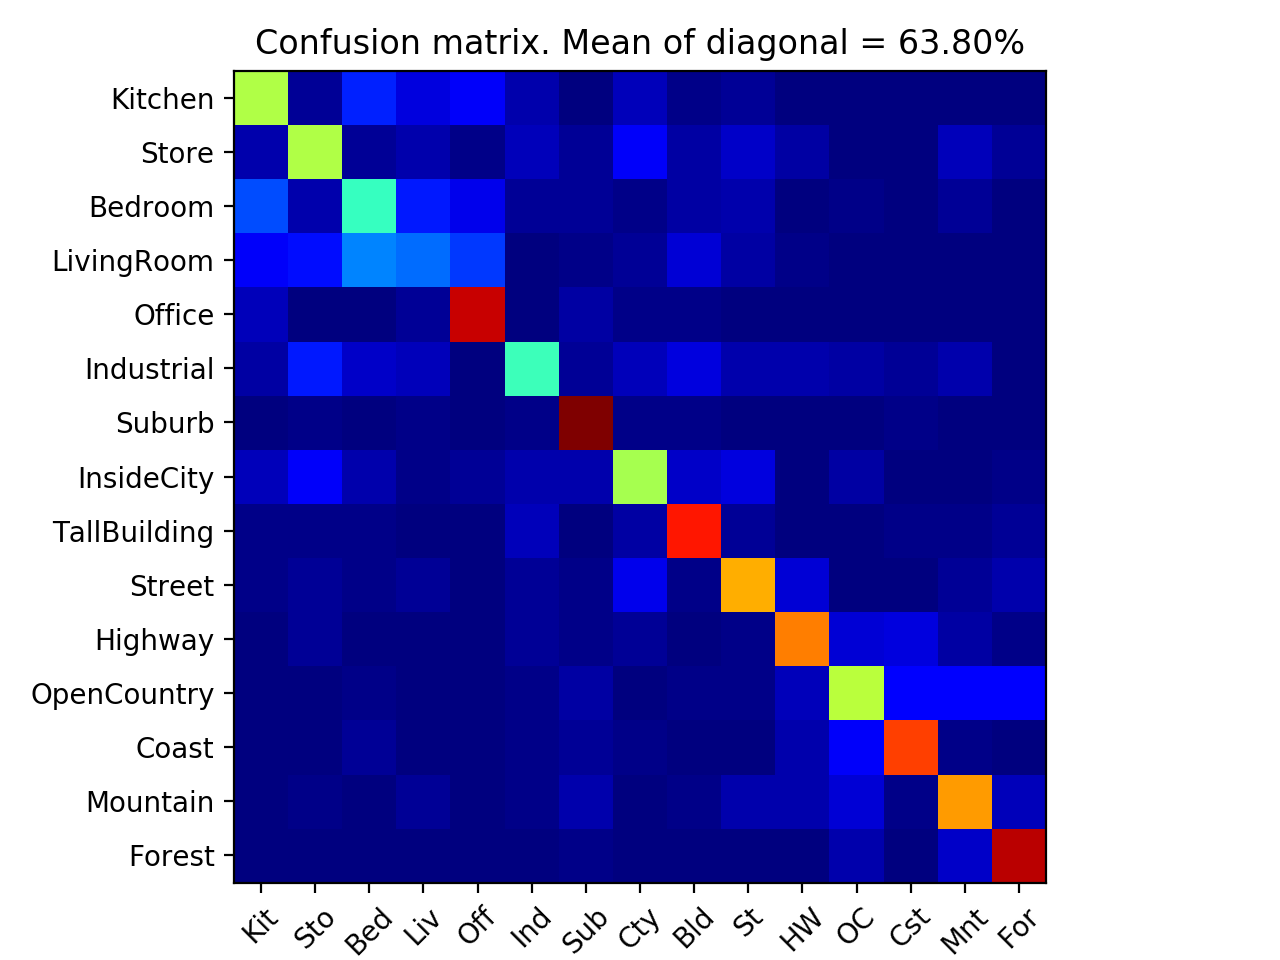 Confusion matrix. Mean of diagonal = 63.80%
Kitchen
Store
Bedroom
LivingRoom
Office
Industrial
Suburb
InsideCity
TallBuilding
Street
Highway
OpenCountry
Coast
Mountain
Forest
Kit Sto Bed Liv Off Ind Sub Cty Bld St HW OC Cst Mnt For